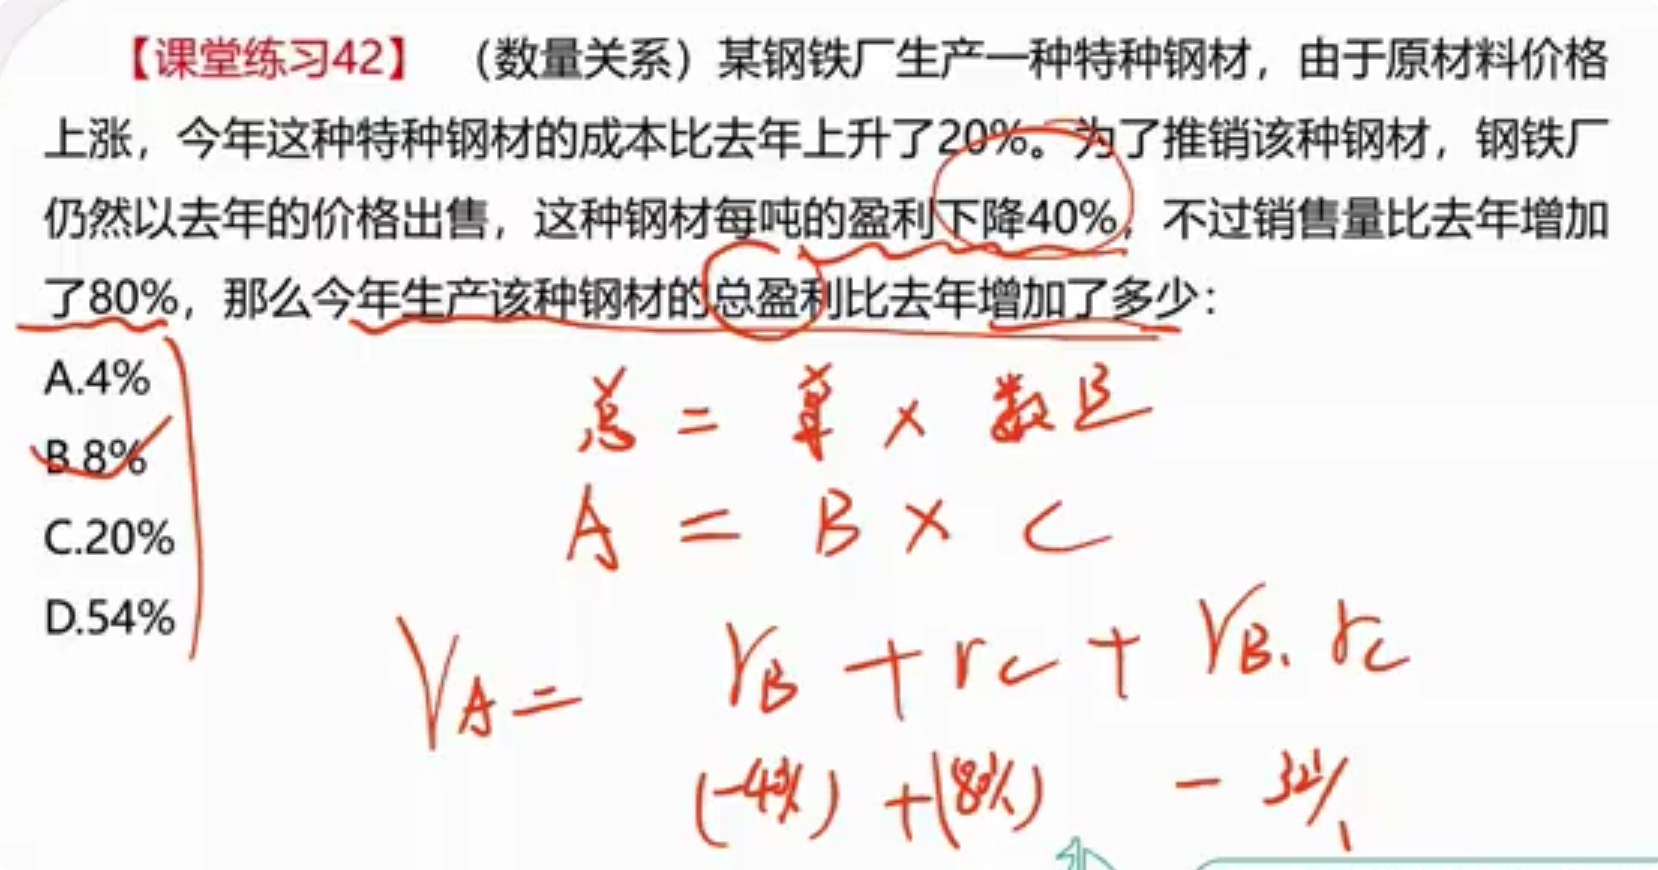 【课堂练习42】 （数量关系）某钢铁厂生产一种特种钢材，由于原材料价格
上涨，今年这种特种钢材的成本比去年上升了20%。为了推销该种钢材，钢铁厂
仍然以去年的价格出售，这种钢材每吨的盈利下降40%，不过销售量比去年增加
了80%，那么今年生产该种钢材的总盈利比去年增加了多少：
A.4%
B.8%
C.20%
D.54%
总 = 单 × 数量
A = B × C
rA = rB + rC + rB. rC
(-40%) + (80%) - 32%